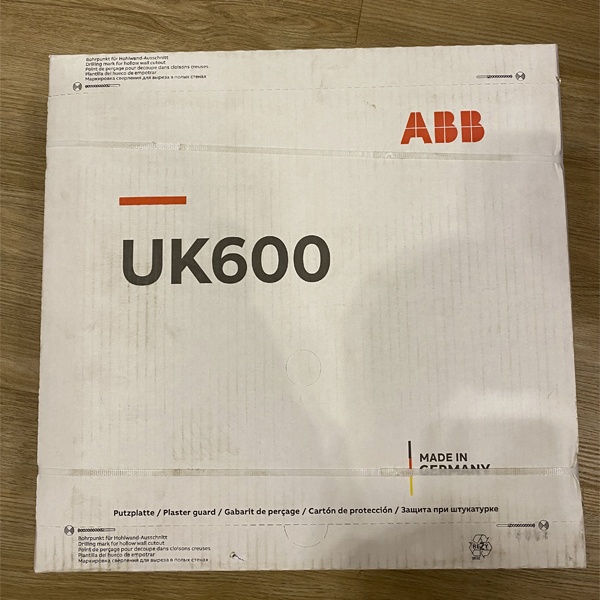 Bohrpunkt für Hohlwand-Ausschnitt
Drilling mark for hollow wall cutout
Point de perçage pour decoupe dans cloisons creuses
Plantilla del hueco de empotrar
Маркировка сверления для выреза в полых стенах
ABB
UK600
MADE IN
GERMANY
Putzplatte / Plaster guard / Gabarit de perçage / Cartón de protección / Защита при штукатурке
Bohrpunkt für Hohlwand-Ausschnitt
Drilling mark for hollow wall cutout
Point de perçage pour decoupe dans cloisons creuses
Plantilla del hueco de empotrar
Маркировка сверления для выреза в полых стенах